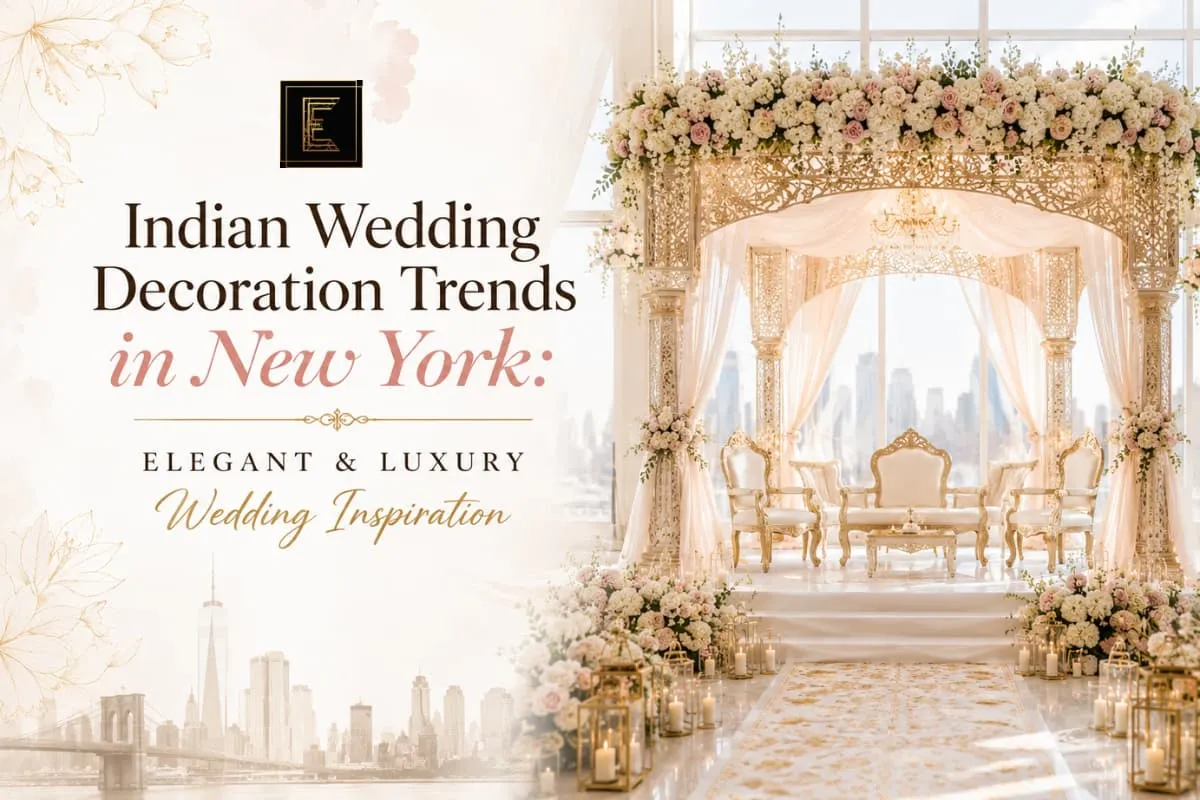 E
Indian Wedding
Decoration Trends
in New York:
ELEGANT & LUXURY
Wedding Inspiration